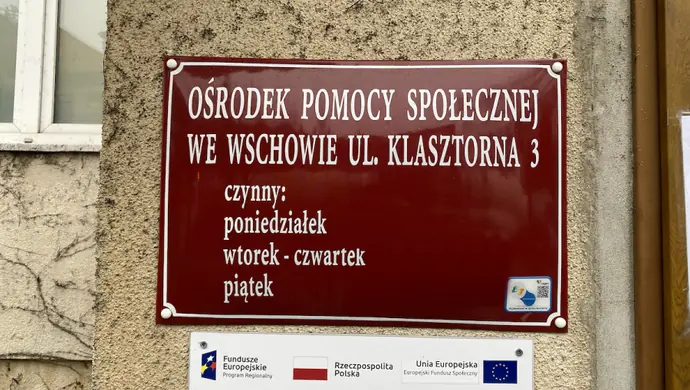 OŚRODEK POMOCY SPOŁECZNEJ
WE WSCHOWIE UL. KLASZTORNA 3
czynny:
poniedziałek
wtorek - czwartek
piątek
Fundusze
Europejskie
Program Regionalny
Rzeczpospolita
Polska
Unia Europejska
Europejski Fundusz Społeczny